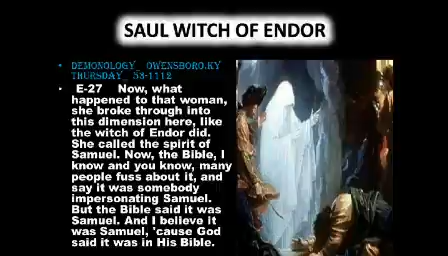 SAUL WITCH OF ENDOR
• DEMONOLOGY_ OWENSBORO.KY
THURSDAY_ 53-1112
• E-27 Now, what
happened to that woman,
she broke through into
this dimension here, like
the witch of Endor did.
She called the spirit of
Samuel. Now, the Bible, I
know and you know, many
people fuss about it, and
say it was somebody
impersonating Samuel.
But the Bible said it was
Samuel. And I believe it
was Samuel, 'cause God
said it was in His Bible.